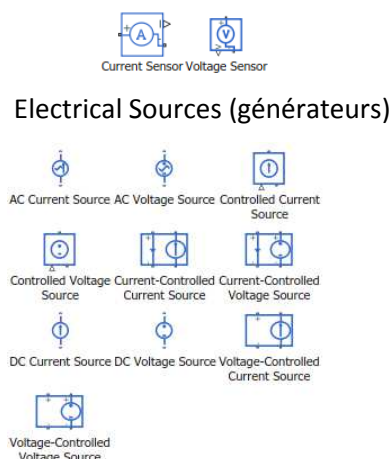 Current Sensor Voltage Sensor
Electrical Sources (générateurs)
AC Current Source AC Voltage Source Controlled Current
Source
Controlled Voltage Current-Controlled Current-Controlled
Source Current Source Voltage Source
DC Current Source DC Voltage Source Voltage-Controlled
Current Source
Voltage-Controlled
Voltage Source